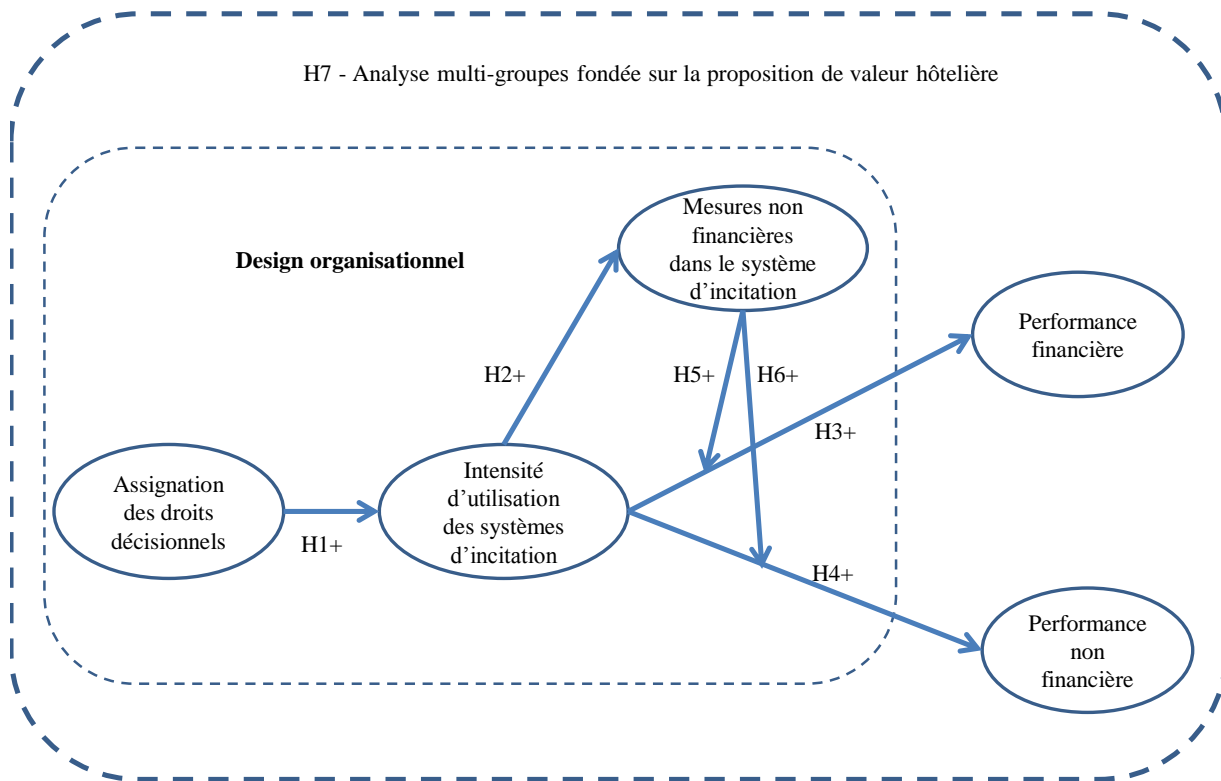 H7 - Analyse multi-groupes fondée sur la proposition de valeur hôtelière
Design organisationnel
Mesures non
financières
dans le système
d’incitation
Performance
financière
H2+
H5+
H6+
H3+
Assignation
des droits
décisionnels
H1+
Intensité
d’utilisation
des systèmes
d’incitation
H4+
Performance
non
financière